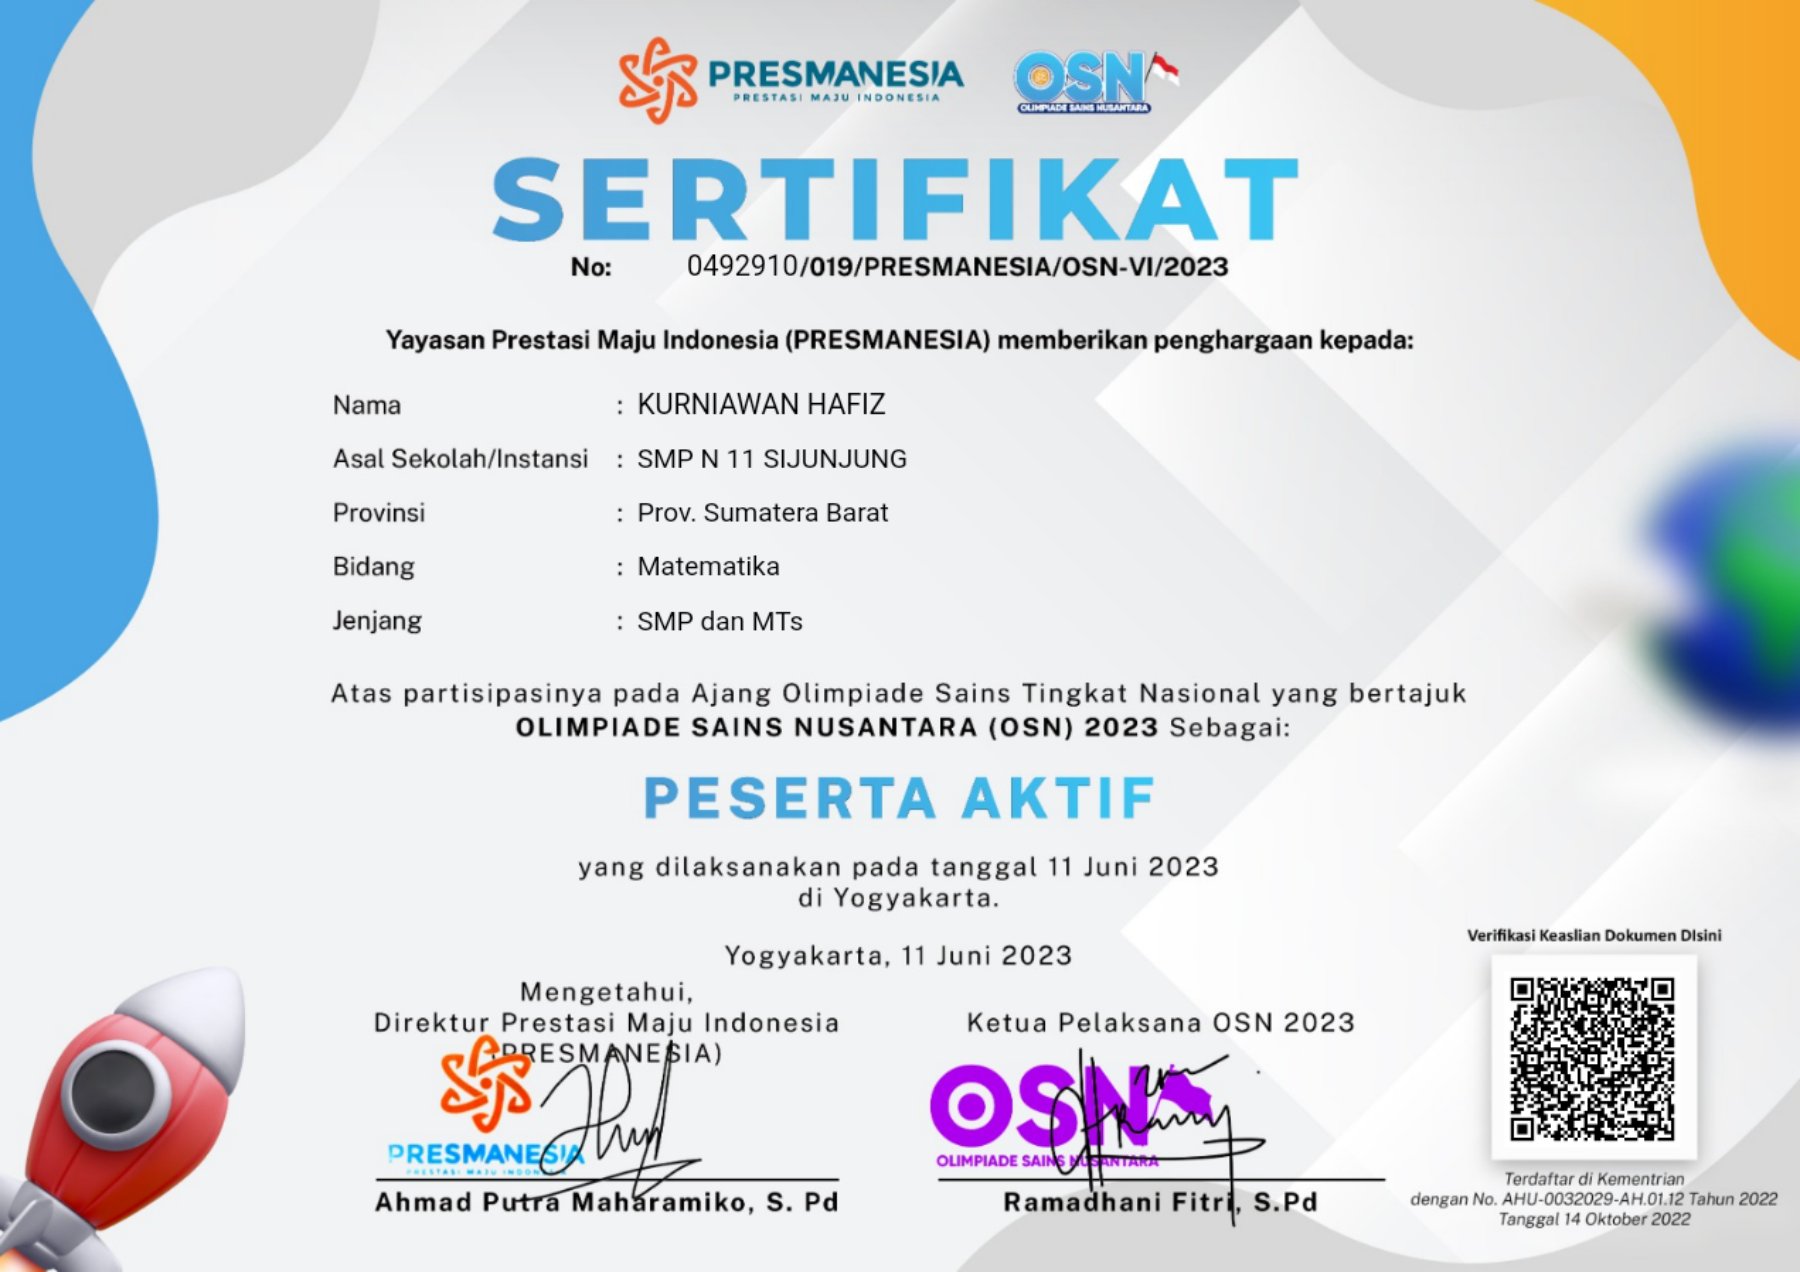 PRESMANESIA
PRESTASI MAJU INDONESIA
OSN
OLIMPIADE SAINS NUSANTARA
SERTIFIKAT
No: 0492910/019/PRESMANESIA/OSN-VI/2023
Yayasan Prestasi Maju Indonesia (PRESMANESIA) memberikan penghargaan kepada:
Nama : KURNIAWAN HAFIZ
Asal Sekolah/Instansi : SMP N 11 SIJUNJUNG
Provinsi : Prov. Sumatera Barat
Bidang : Matematika
Jenjang : SMP dan MTs
Atas partisipasinya pada Ajang Olimpiade Sains Tingkat Nasional yang bertajuk
OLIMPIADE SAINS NUSANTARA (OSN) 2023 Sebagai:
PESERTA AKTIF
yang dilaksanakan pada tanggal 11 Juni 2023
di Yogyakarta.
Yogyakarta, 11 Juni 2023
Mengetahui,
Direktur Prestasi Maju Indonesia
(PRESMANESIA)
PRESMANESIA
PRESTASI MAJU INDONESIA
Ahmad Putra Maharamiko, S. Pd
Ketua Pelaksana OSN 2023
OSN
OLIMPIADE SAINS NUSANTARA
Ramadhani Fitri, S.Pd
Verifikasi Keaslian Dokumen DIsini
Terdaftar di Kementrian
dengan No. AHU-0032029-AH.01.12 Tahun 2022
Tanggal 14 Oktober 2022